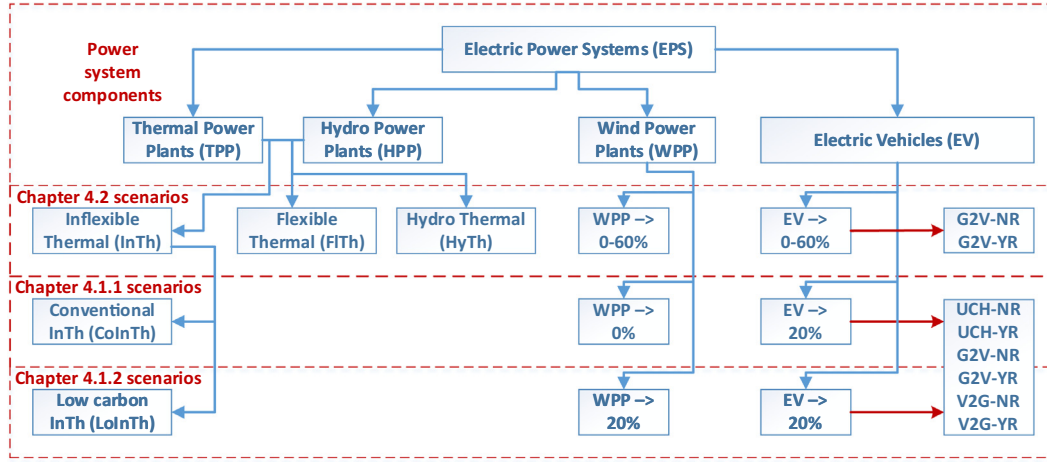 Electric Power Systems (EPS)
Power
system
components
Thermal Power
Plants (TPP)
Hydro Power
Plants (HPP)
Wind Power
Plants (WPP)
Electric Vehicles (EV)
Chapter 4.2 scenarios
Inflexible
Thermal (InTh)
Flexible
Thermal (FlTh)
Hydro Thermal
(HyTh)
WPP –>
0-60%
EV –>
0-60%
G2V-NR
G2V-YR
Chapter 4.1.1 scenarios
Conventional
InTh (CoInTh)
WPP –>
0%
EV –>
20%
UCH-NR
UCH-YR
G2V-NR
G2V-YR
V2G-NR
V2G-YR
Chapter 4.1.2 scenarios
Low carbon
InTh (LoInTh)
WPP –>
20%
EV –>
20%